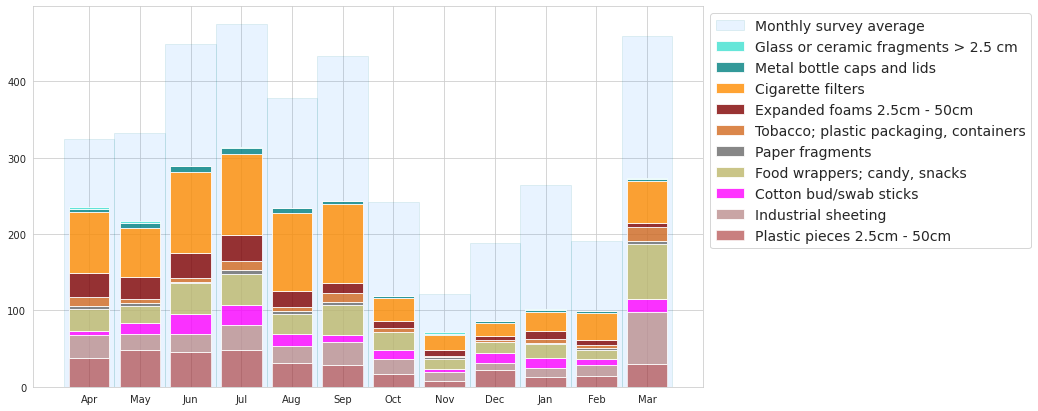 400
300
200
100
0
Apr May Jun Jul Aug Sep Oct Nov Dec Jan Feb Mar
Monthly survey average
Glass or ceramic fragments > 2.5 cm
Metal bottle caps and lids
Cigarette filters
Expanded foams 2.5cm - 50cm
Tobacco; plastic packaging, containers
Paper fragments
Food wrappers; candy, snacks
Cotton bud/swab sticks
Industrial sheeting
Plastic pieces 2.5cm - 50cm